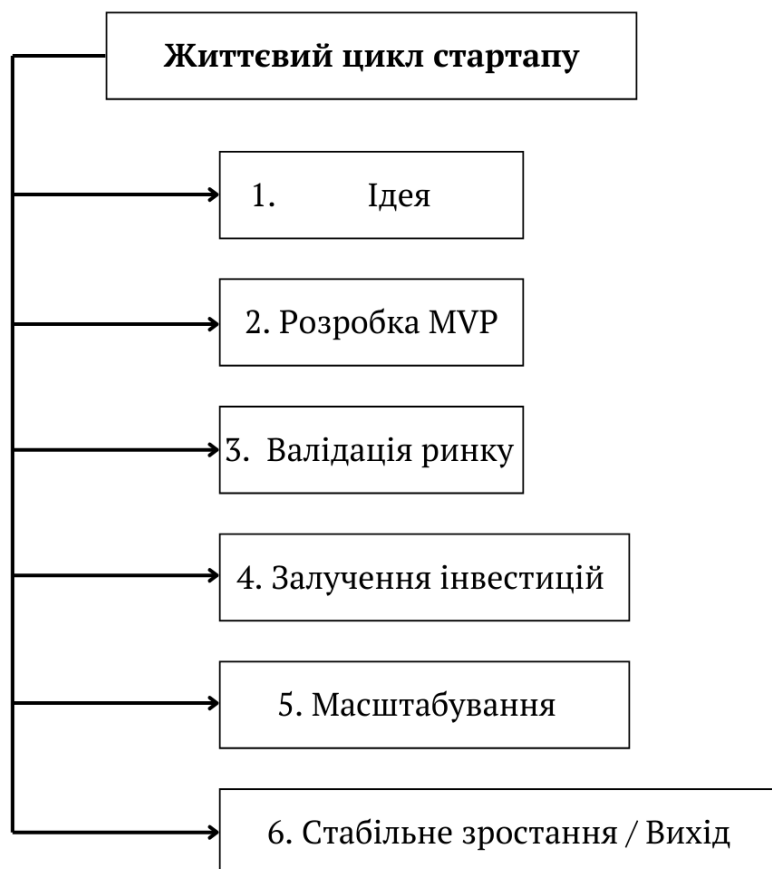 Життєвий цикл стартапу
1. Ідея
2. Розробка MVP
3. Валідація ринку
4. Залучення інвестицій
5. Масштабування
6. Стабільне зростання / Вихід